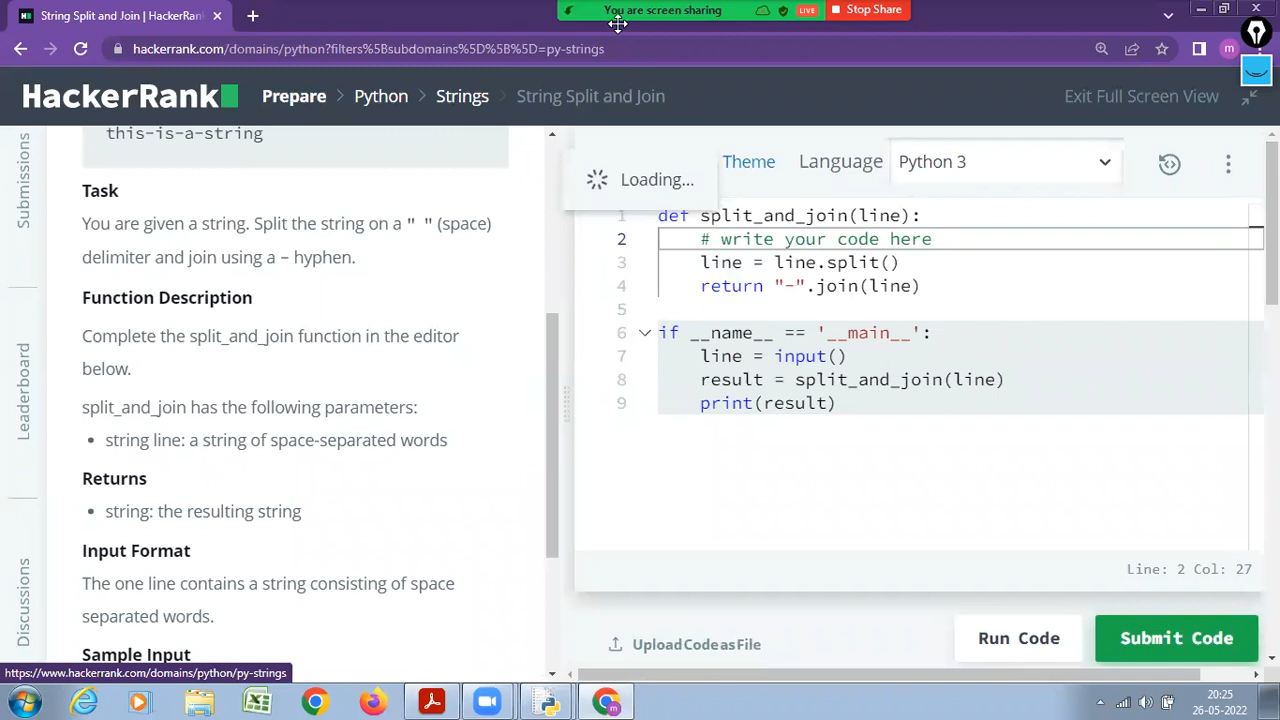 String Split and Join | HackerRank
You are screen sharing
LIVE
Stop Share
hackerrank.com/domains/python?filters%5Bsubdomains%5D%5B%5D=py-strings
m
HackerRank
Prepare > Python > Strings > String Split and Join
Exit Full Screen View
Submissions
Leaderboard
Discussions
this-is-a-string
Task
You are given a string. Split the string on a " " (space)
delimiter and join using a - hyphen.
Function Description
Complete the split_and_join function in the editor
below.
split_and_join has the following parameters:
• string line: a string of space-separated words
Returns
• string: the resulting string
Input Format
The one line contains a string consisting of space
separated words.
Sample Input
https://www.hackerrank.com/domains/python/py-strings
Loading...
Theme
Language
Python 3
1 def split_and_join(line):
2 # write your code here
3 line = line.split()
4 return "-".join(line)
5
6 if __name__ == '__main__':
7 line = input()
8 result = split_and_join(line)
9 print(result)
Line: 2 Col: 27
Upload Code as File
Run Code
Submit Code
20:25
26-05-2022